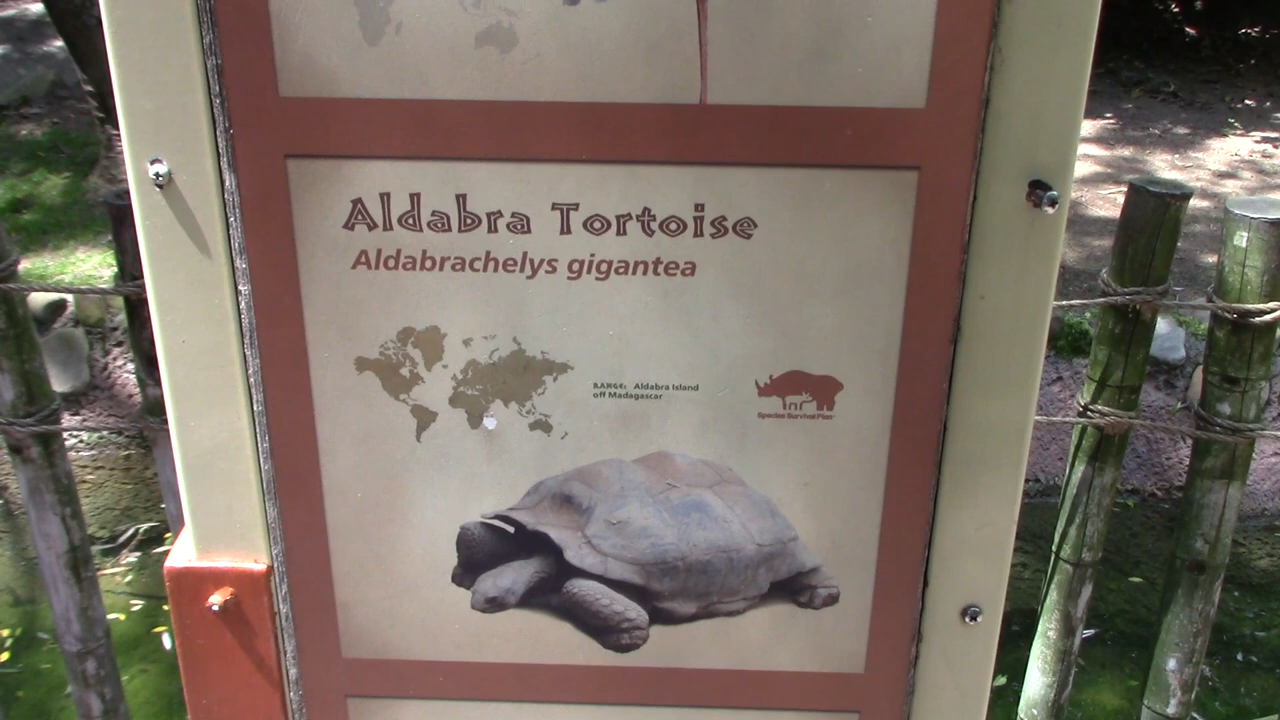 Aldabra Tortoise
Aldabrachelys gigantea
RANGE: Aldabra Island
off Madagascar
Species Survival Plan